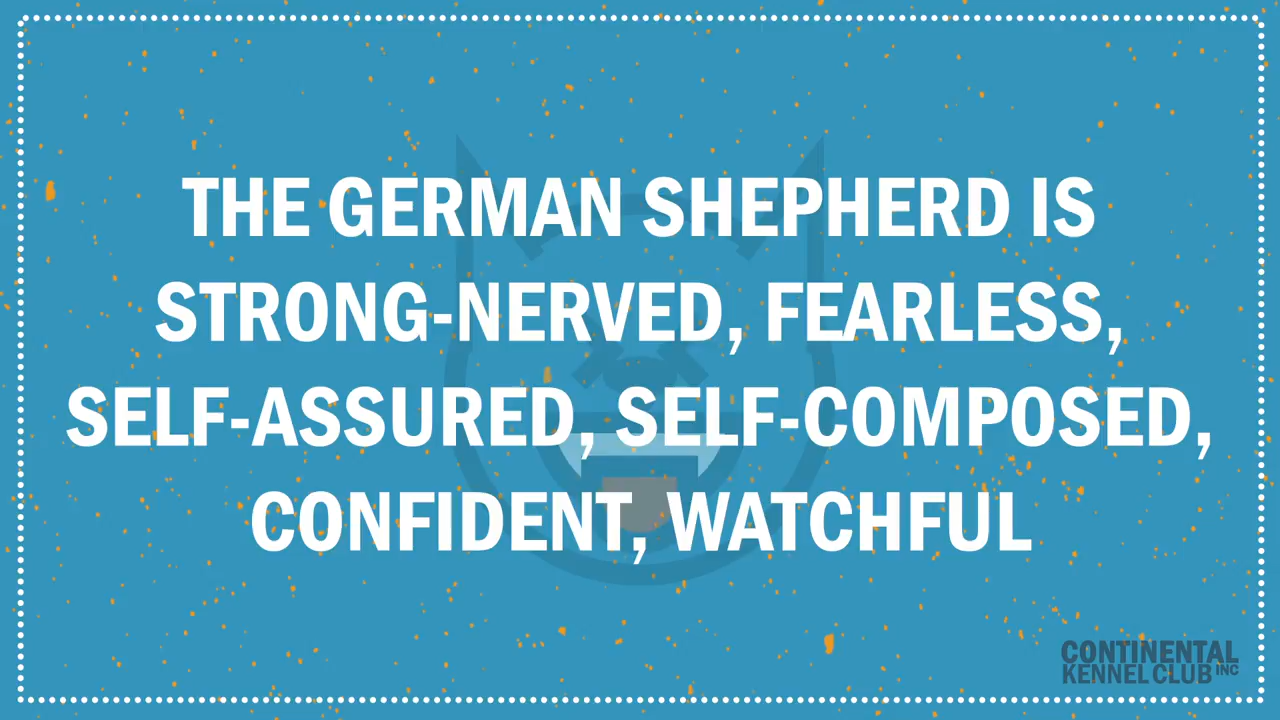 THE GERMAN SHEPHERD IS
STRONG-NERVED, FEARLESS,
SELF-ASSURED, SELF-COMPOSED,
CONFIDENT, WATCHFUL
CONTINENTAL
KENNEL CLUB INC